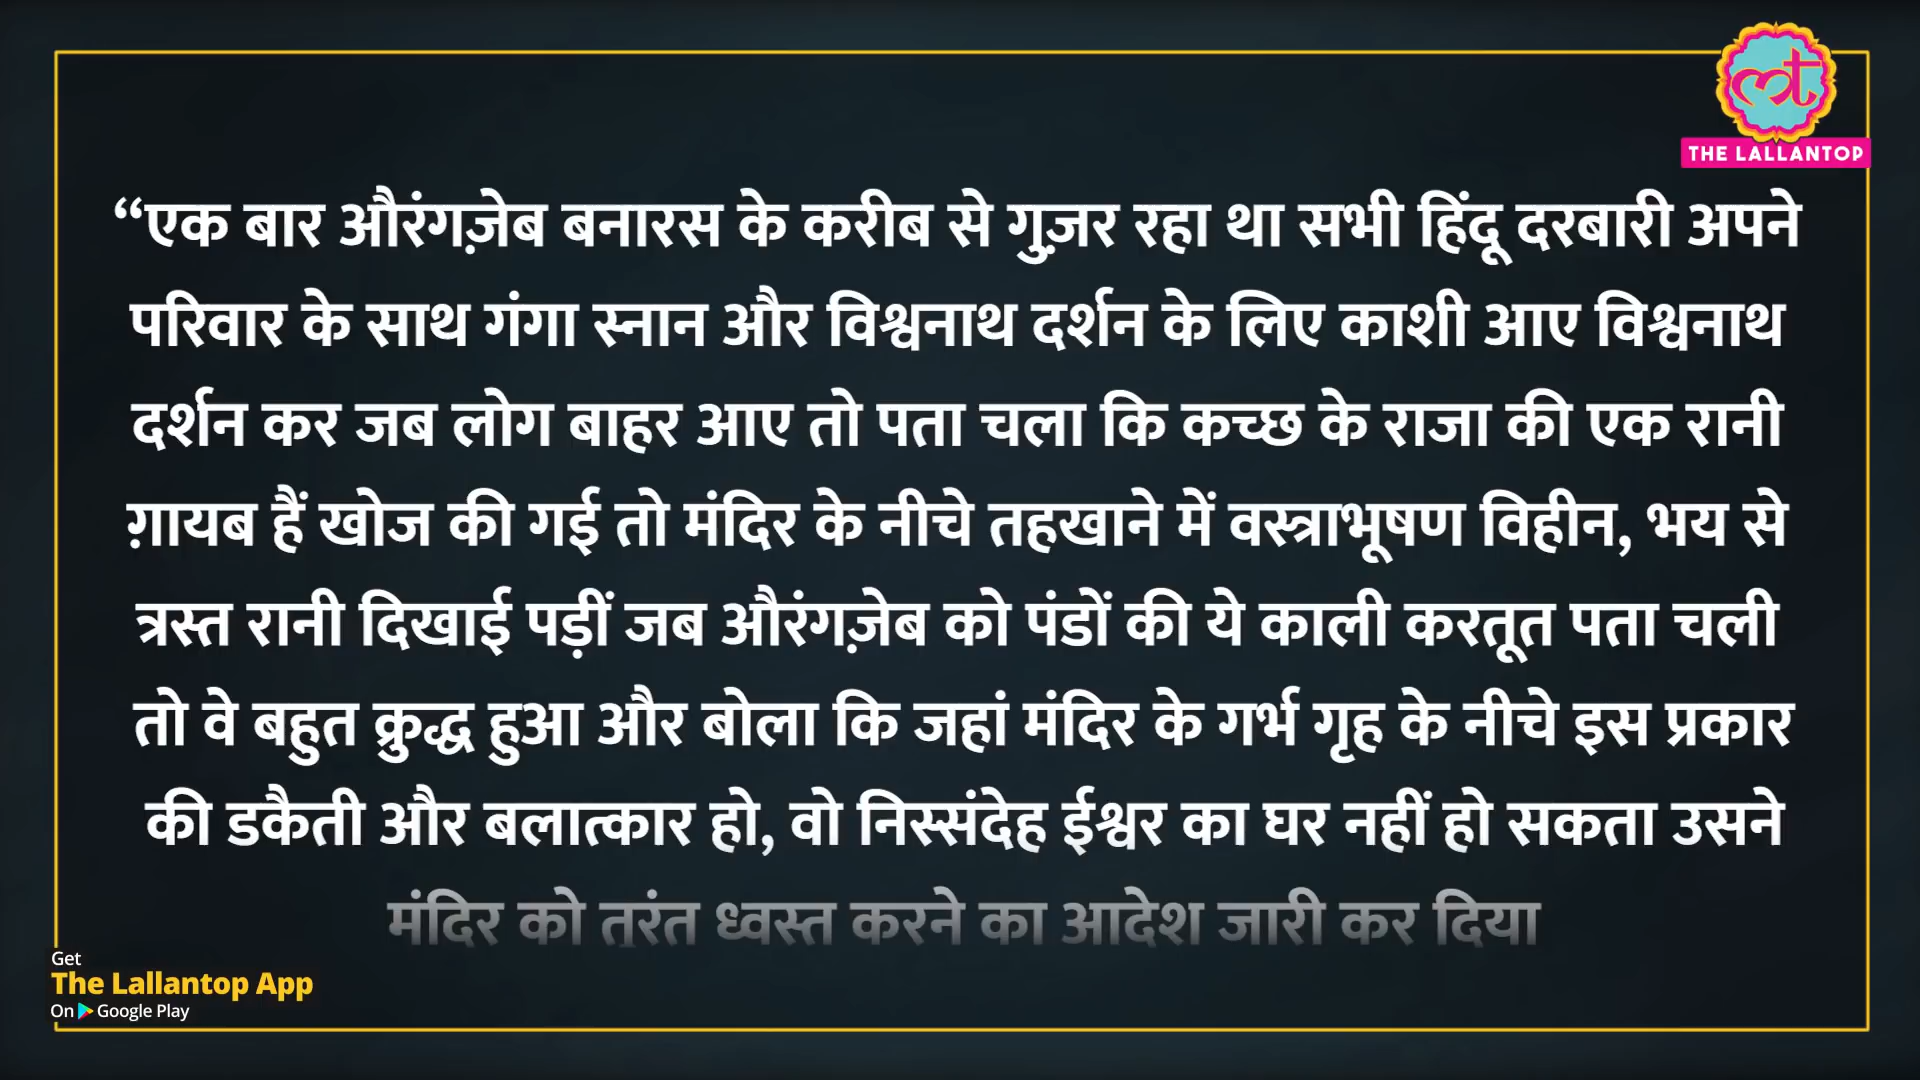 THE LALLANTOP
“एक बार औरंगज़ेब बनारस के करीब से गुज़र रहा था सभी हिंदू दरबारी अपने
परिवार के साथ गंगा स्नान और विश्वनाथ दर्शन के लिए काशी आए विश्वनाथ
दर्शन कर जब लोग बाहर आए तो पता चला कि कच्छ के राजा की एक रानी
ग़ायब हैं खोज की गई तो मंदिर के नीचे तहखाने में वस्त्राभूषण विहीन, भय से
त्रस्त रानी दिखाई पड़ीं जब औरंगज़ेब को पंडों की ये काली करतूत पता चली
तो वे बहुत क्रुद्ध हुआ और बोला कि जहां मंदिर के गर्भ गृह के नीचे इस प्रकार
की डकैती और बलात्कार हो, वो निस्संदेह ईश्वर का घर नहीं हो सकता उसने
मंदिर को तुरंत ध्वस्त करने का आदेश जारी कर दिया
Get
The Lallantop App
On Google Play